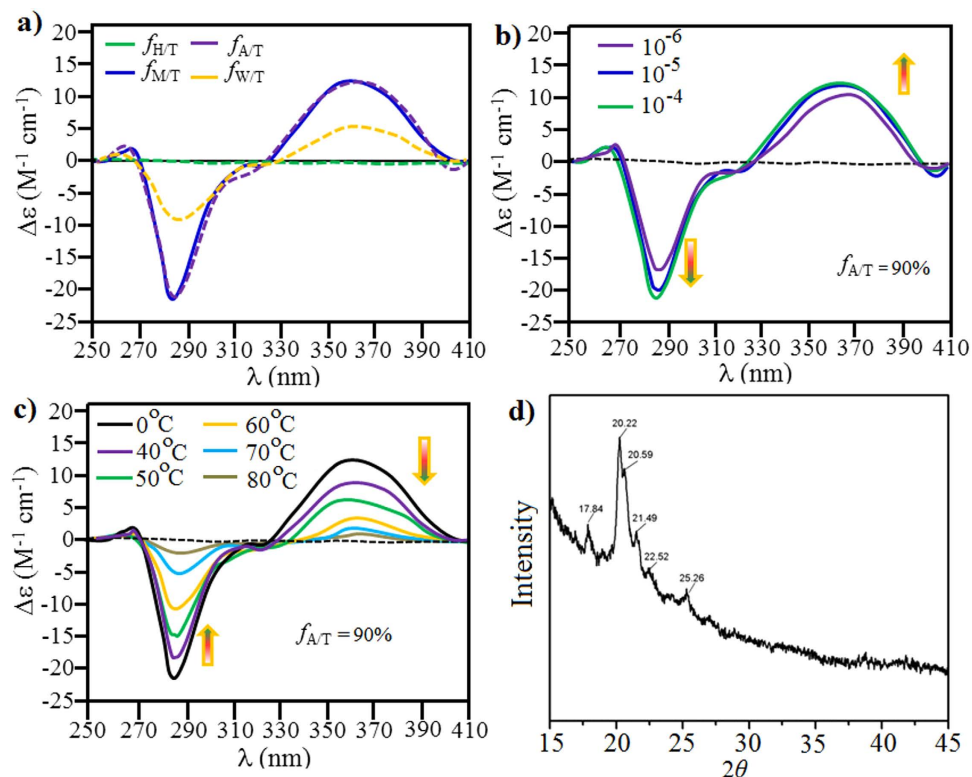 a)
f_H/T f_A/T
f_M/T f_W/T
20
15
10
5
0
-5
-10
-15
-20
-25
Δε (M⁻¹ cm⁻¹)
250 270 290 310 330 350 370 390 410
λ (nm)
b)
10⁻⁶
10⁻⁵
10⁻⁴
20
15
10
5
0
-5
-10
-15
-20
-25
Δε (M⁻¹ cm⁻¹)
f_A/T = 90%
250 270 290 310 330 350 370 390 410
λ (nm)
c)
0°C 60°C
40°C 70°C
50°C 80°C
20
15
10
5
0
-5
-10
-15
-20
-25
Δε (M⁻¹ cm⁻¹)
f_A/T = 90%
250 270 290 310 330 350 370 390 410
λ (nm)
d)
20.22
20.59
17.84
21.49
22.52
25.26
Intensity
15 20 25 30 35 40 45
2θ